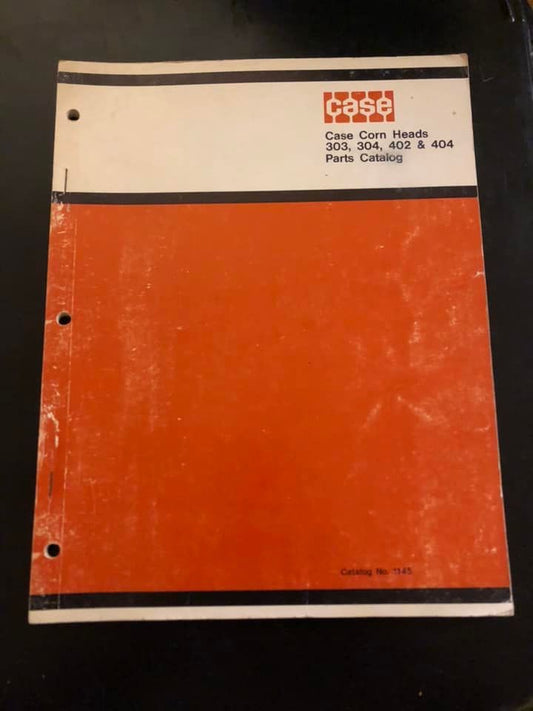 case
Case Corn Heads
303, 304, 402 & 404
Parts Catalog
Catalog No. 1145